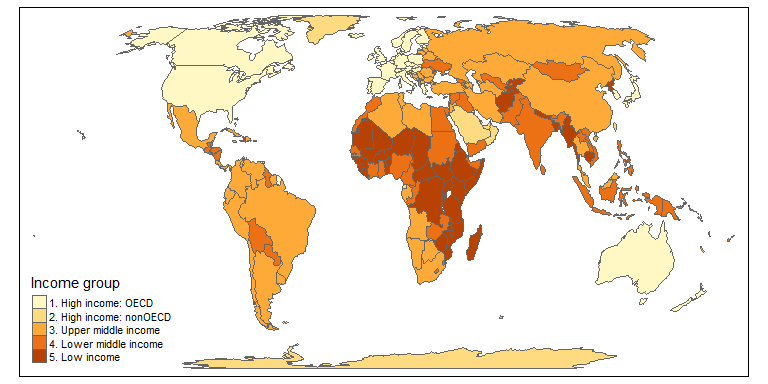 Income group
1. High income: OECD
2. High income: nonOECD
3. Upper middle income
4. Lower middle income
5. Low income